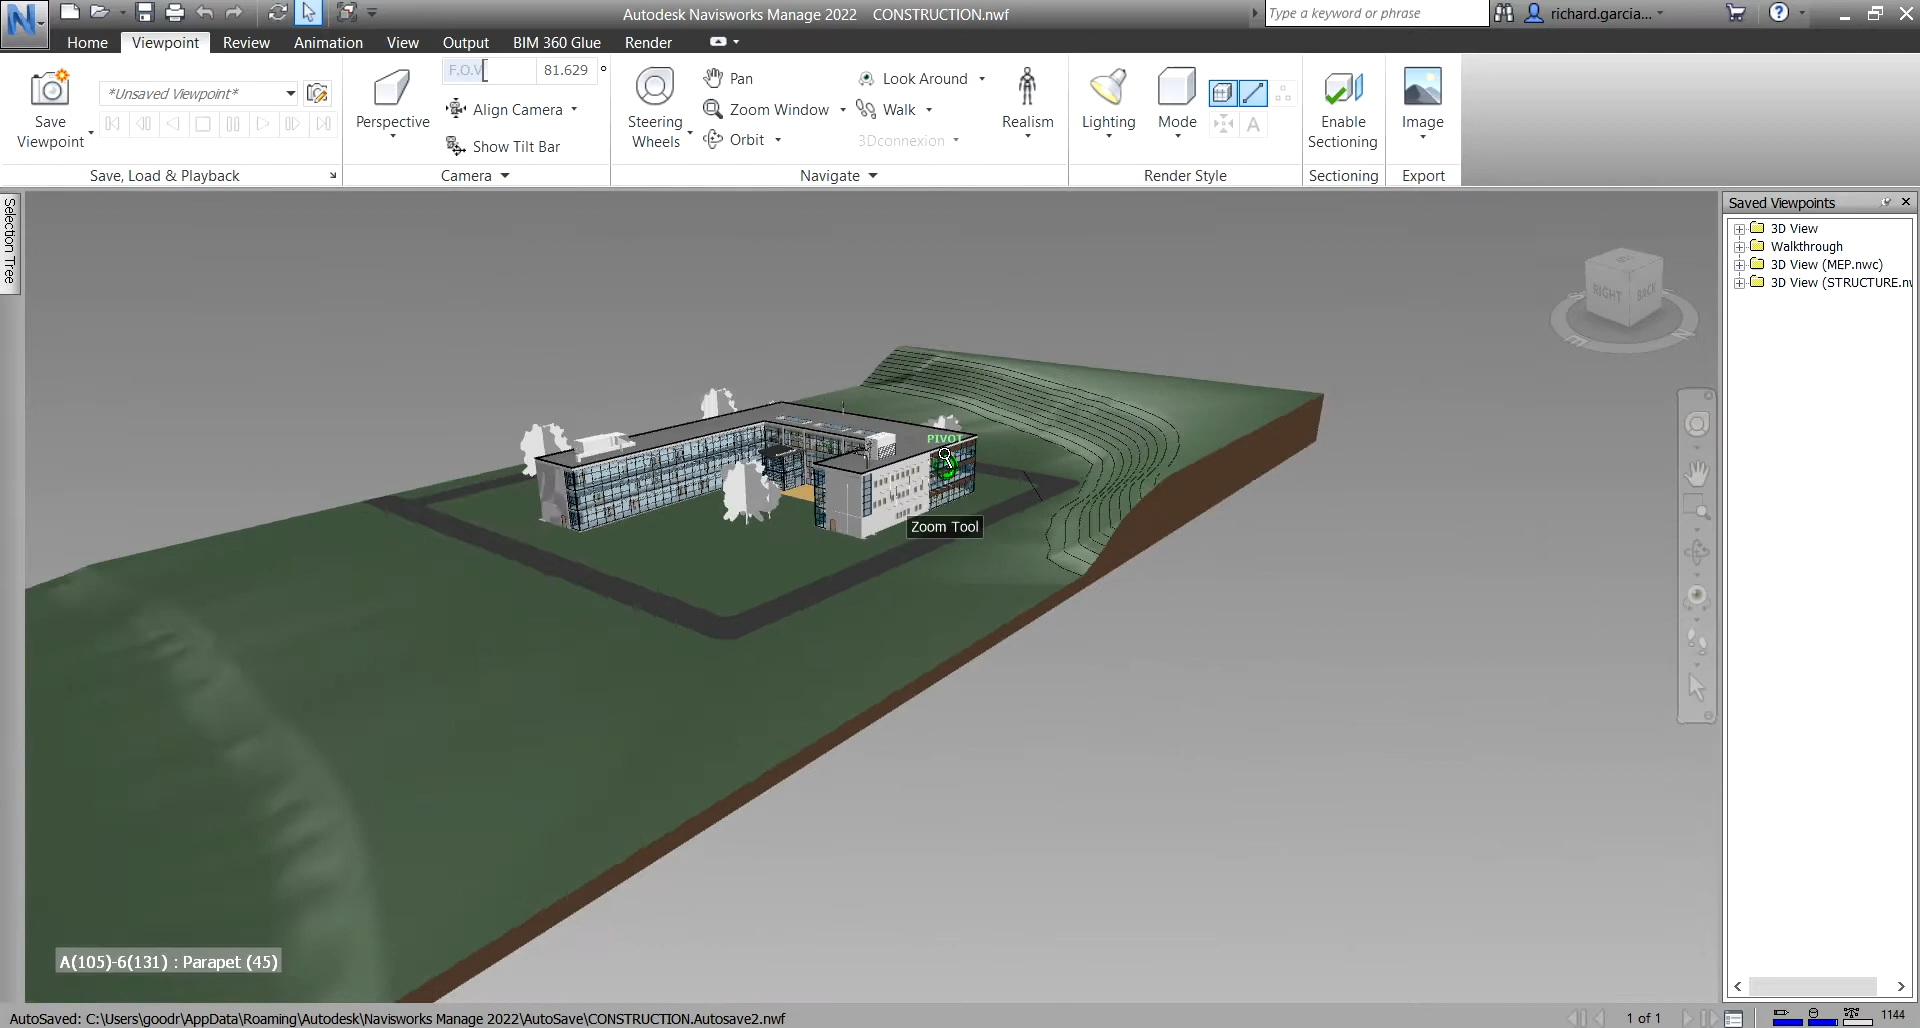 Autodesk Navisworks Manage 2022 CONSTRUCTION.nwf
Type a keyword or phrase
richard.garcia...
Home Viewpoint Review Animation View Output BIM 360 Glue Render
Save Viewpoint
*Unsaved Viewpoint*
Save, Load & Playback
Perspective
F.O.V 81.629 °
Align Camera
Show Tilt Bar
Camera
Steering Wheels
Pan
Zoom Window
Orbit
Look Around
Walk
3Dconnexion
Realism
Navigate
Lighting
Mode
A
Render Style
Enable Sectioning
Sectioning
Image
Export
Selection Tree
PIVOT
Zoom Tool
RIGHT BACK
A(105)-6(131) : Parapet (45)
Saved Viewpoints
3D View
Walkthrough
3D View (MEP.nwc)
3D View (STRUCTURE.nw
AutoSaved: C:\Users\goodr\AppData\Roaming\Autodesk\Navisworks Manage 2022\AutoSave\CONSTRUCTION.Autosave2.nwf
1 of 1
1144